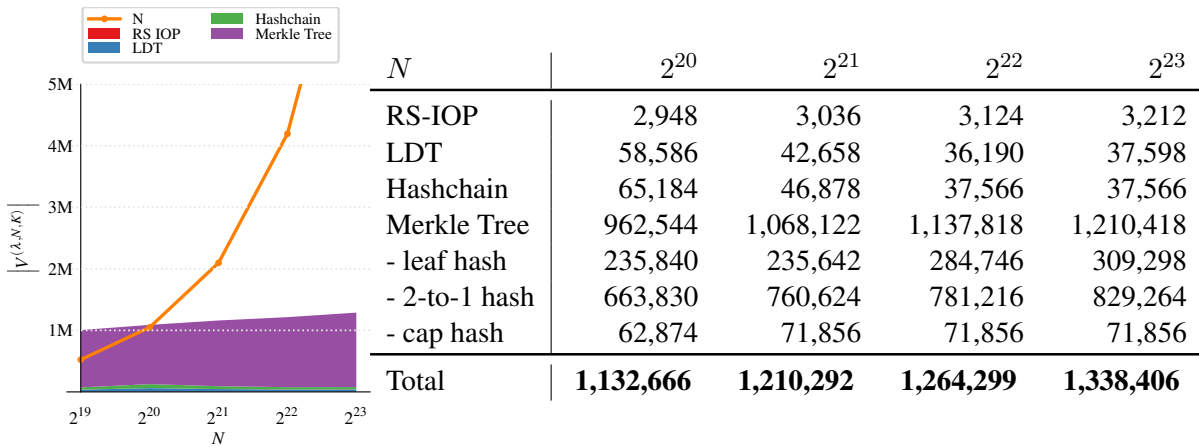 N
RS IOP
LDT
Hashchain
Merkle Tree
5M
4M
3M
2M
1M
|V^(λ,N,K)|
2^19 2^20 2^21 2^22 2^23
N
N 2^20 2^21 2^22 2^23
RS-IOP 2,948 3,036 3,124 3,212
LDT 58,586 42,658 36,190 37,598
Hashchain 65,184 46,878 37,566 37,566
Merkle Tree 962,544 1,068,122 1,137,818 1,210,418
- leaf hash 235,840 235,642 284,746 309,298
- 2-to-1 hash 663,830 760,624 781,216 829,264
- cap hash 62,874 71,856 71,856 71,856
Total 1,132,666 1,210,292 1,264,299 1,338,406